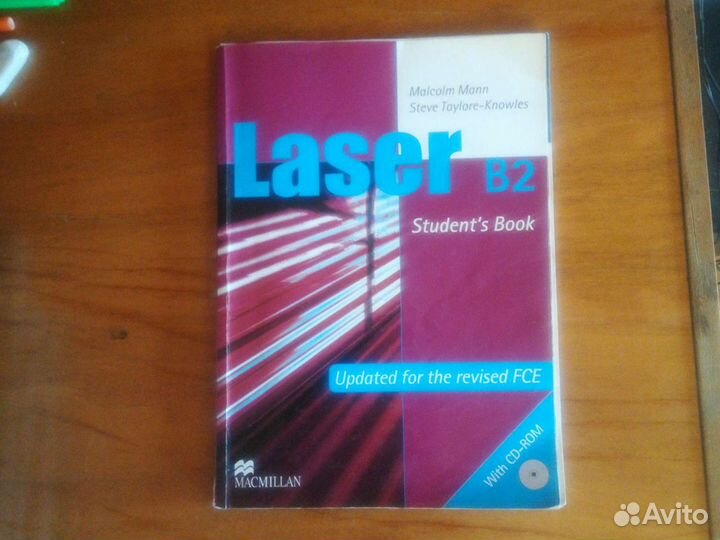 Malcolm Mann
Steve Taylore-Knowles
Laser B2
Student's Book
Updated for the revised FCE
With CD-ROM
MACMILLAN
Avito